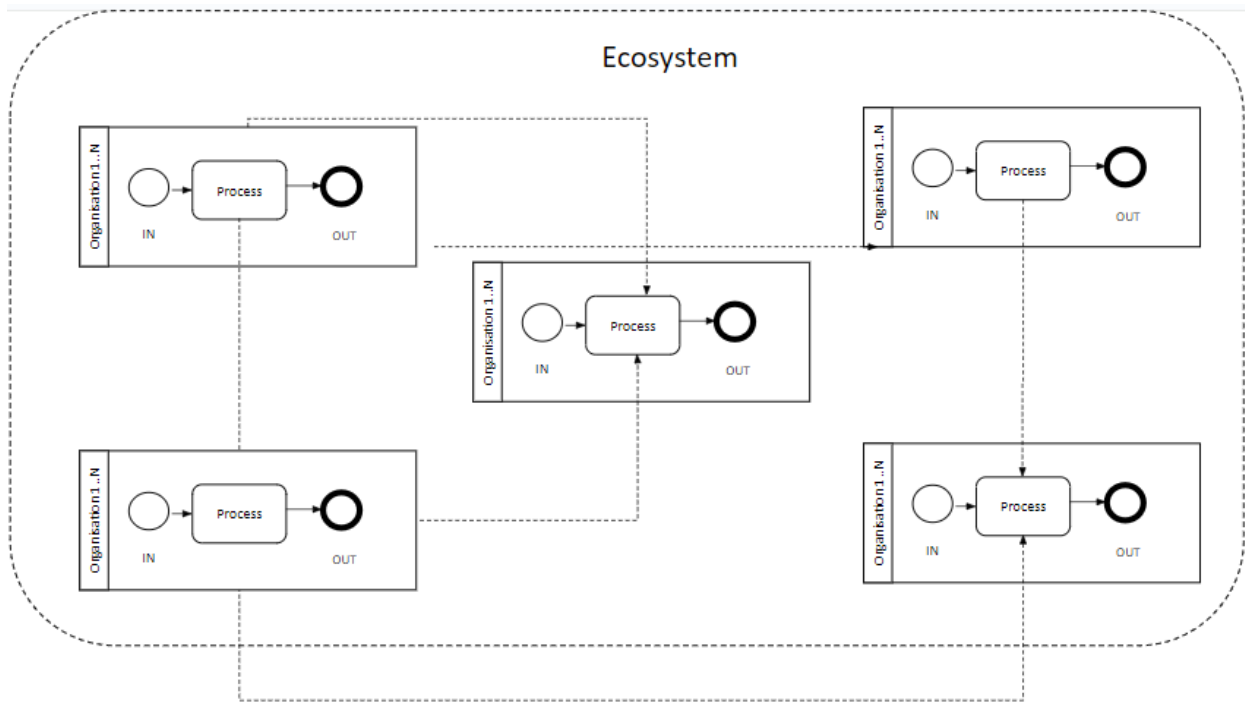 Ecosystem
Organisation 1..N
Process
IN
OUT
Organisation 1..N
Process
IN
OUT
Organisation 1..N
Process
IN
OUT
Organisation 1..N
Process
IN
OUT
Organisation 1..N
Process
IN
OUT